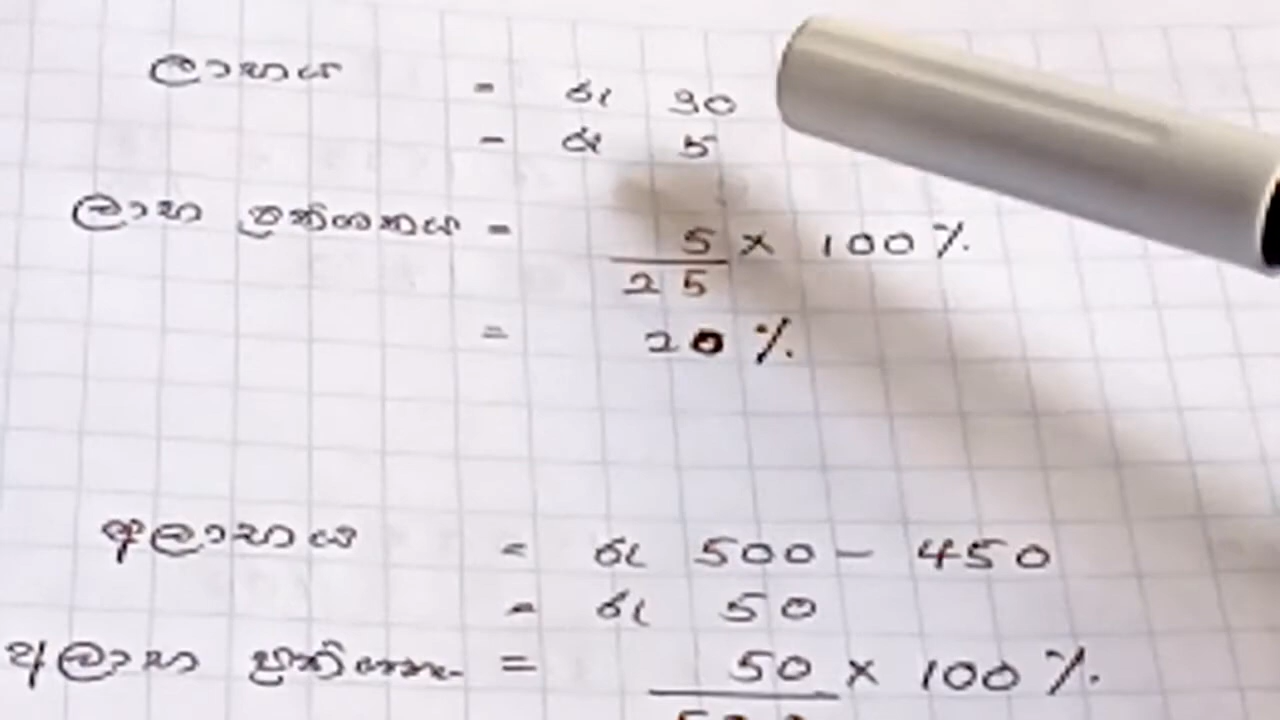 ලාභය = රු 30
= රු 5
ලාභ ප්‍රතිශතය = 5 / 25 × 100 %
= 20 %
අලාභය = රු 500 - 450
= රු 50
අලාභ ප්‍රතිශතය = 50 × 100 %